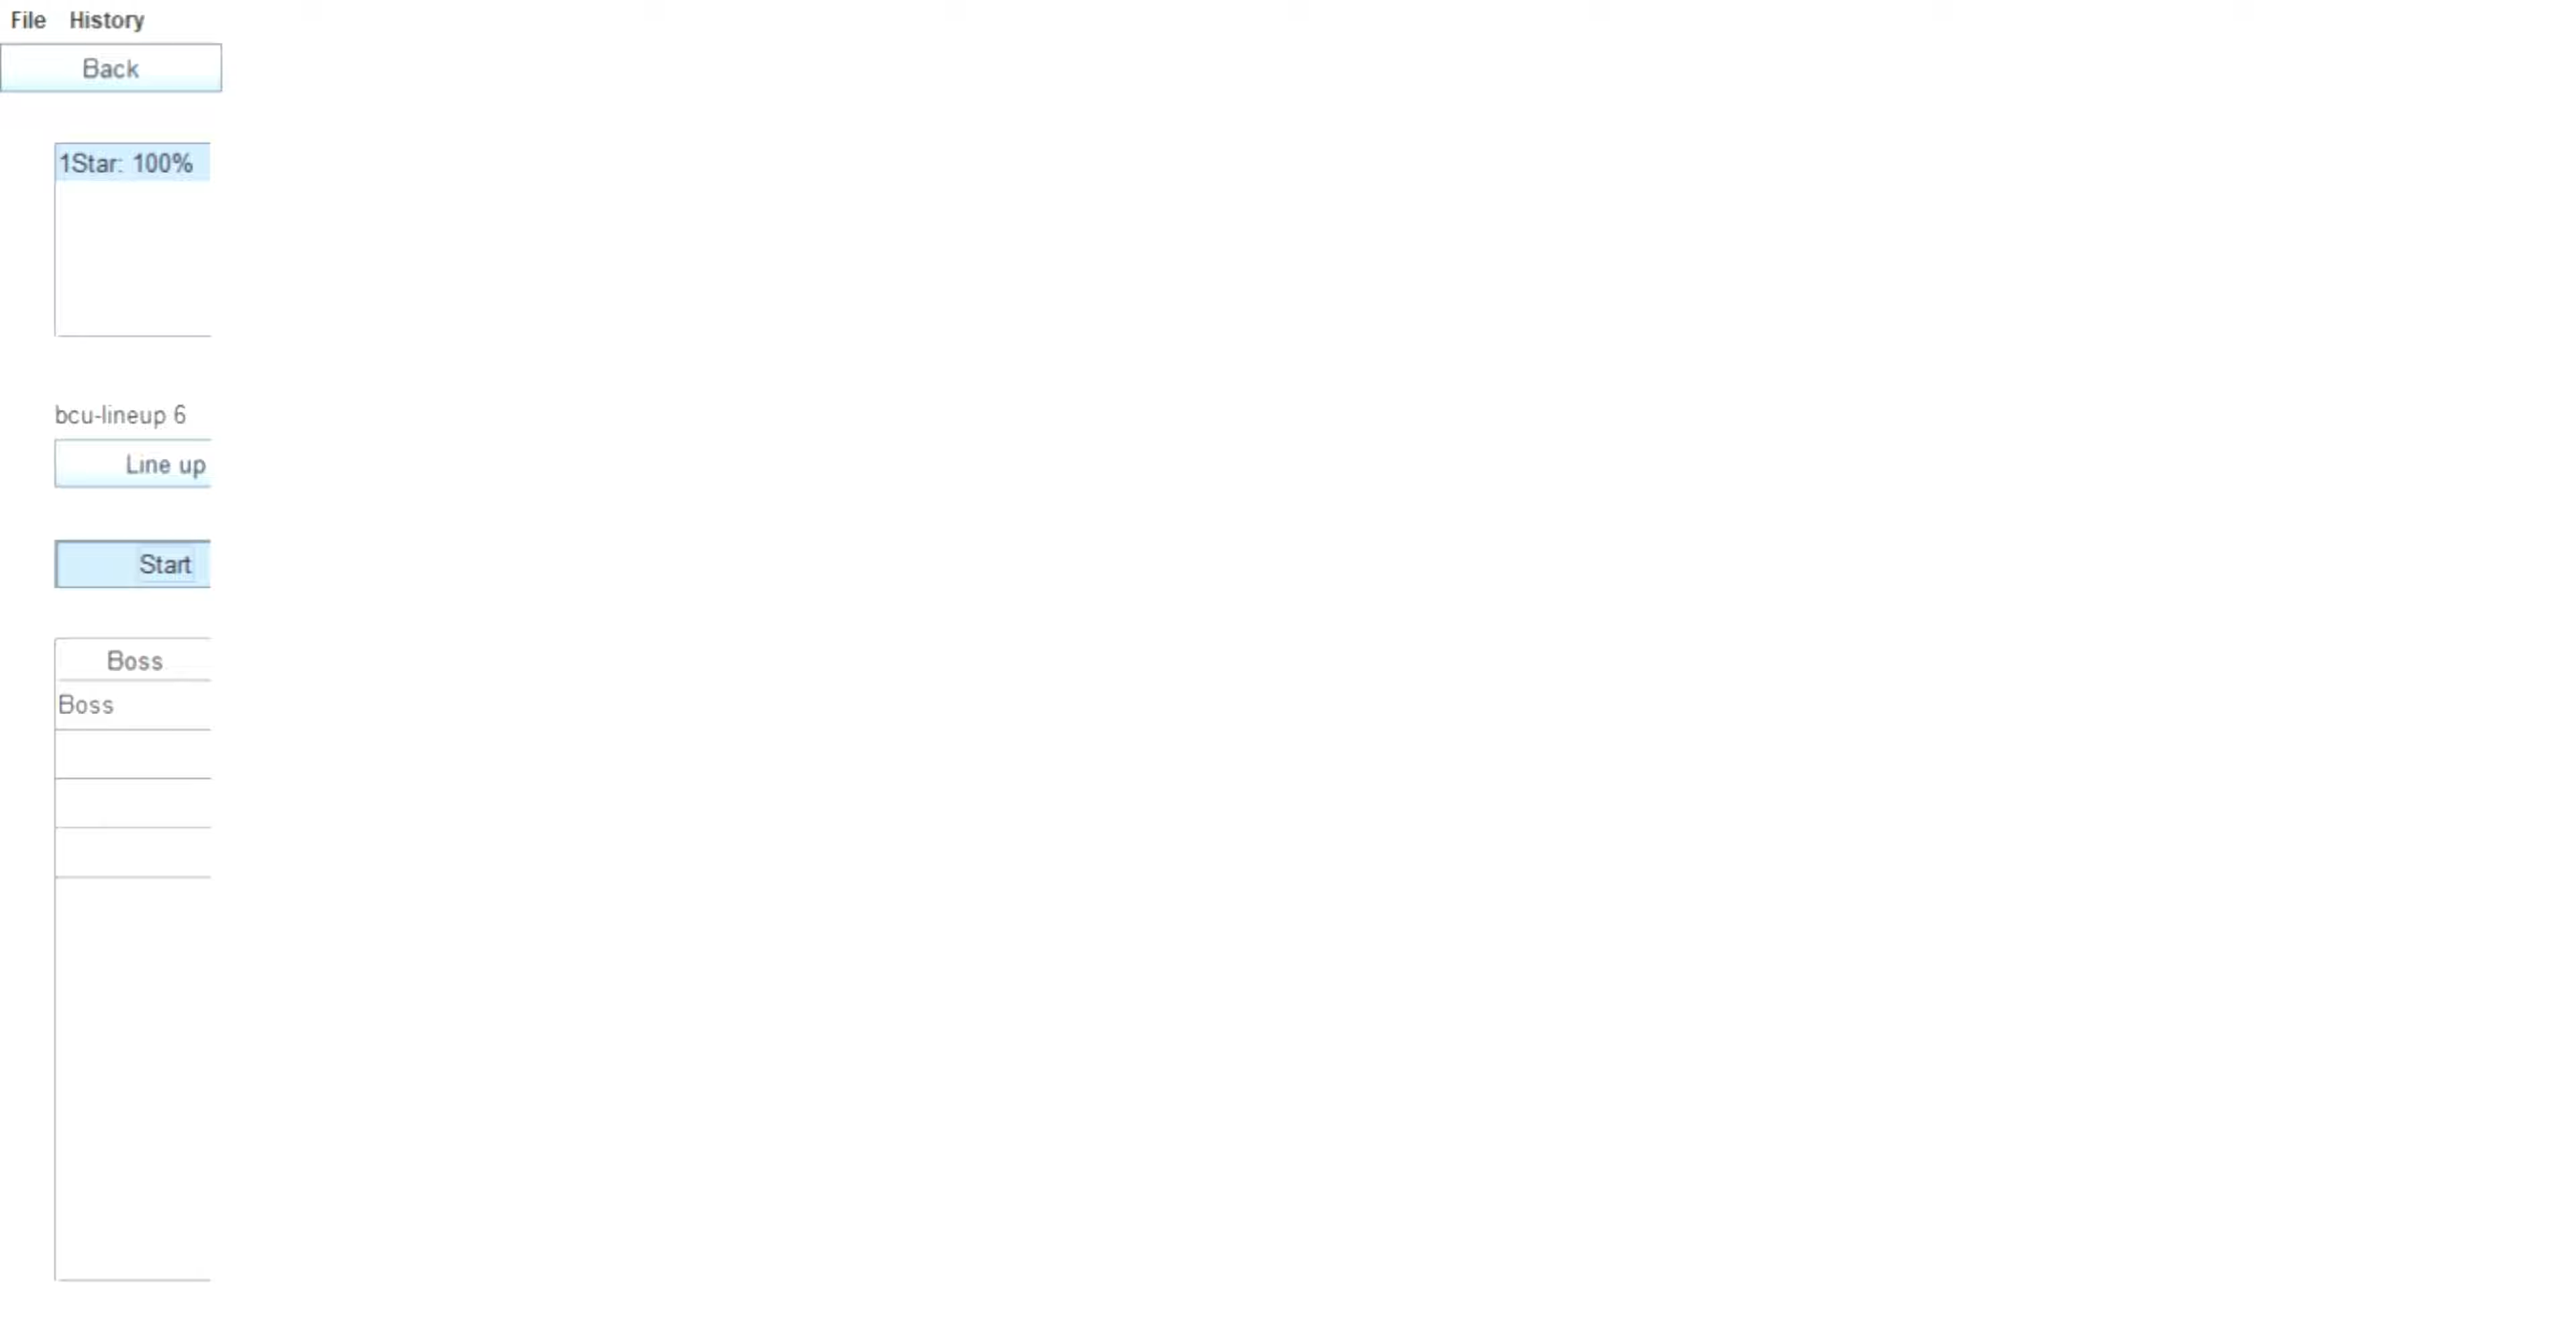 File History
Back
1Star: 100%
bcu-lineup 6
Line up
Start
Boss
Boss